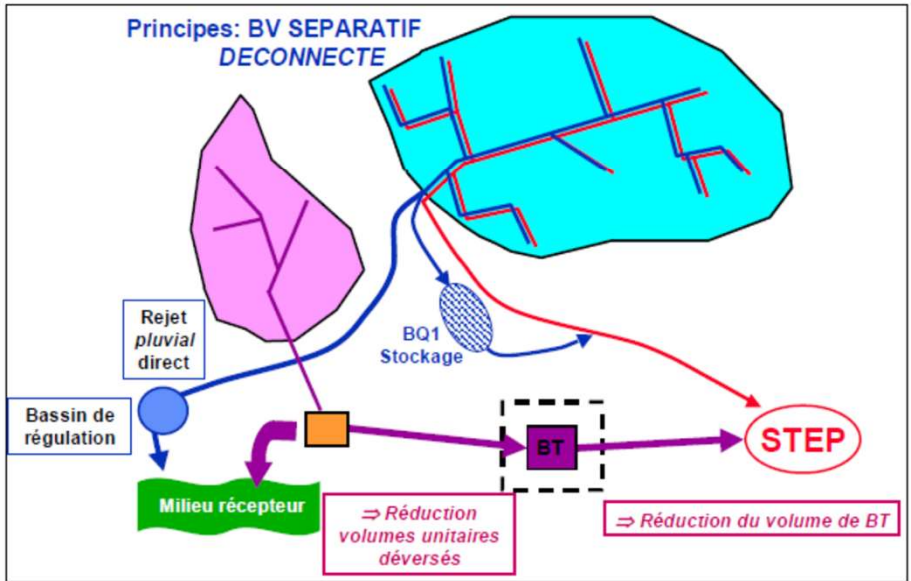 Principes: BV SEPARATIF
DECONNECTE
Rejet
pluvial
direct
BQ1
Stockage
Bassin de
régulation
BT
STEP
Milieu récepteur
⇒ Réduction
volumes unitaires
déversés
⇒ Réduction du volume de BT